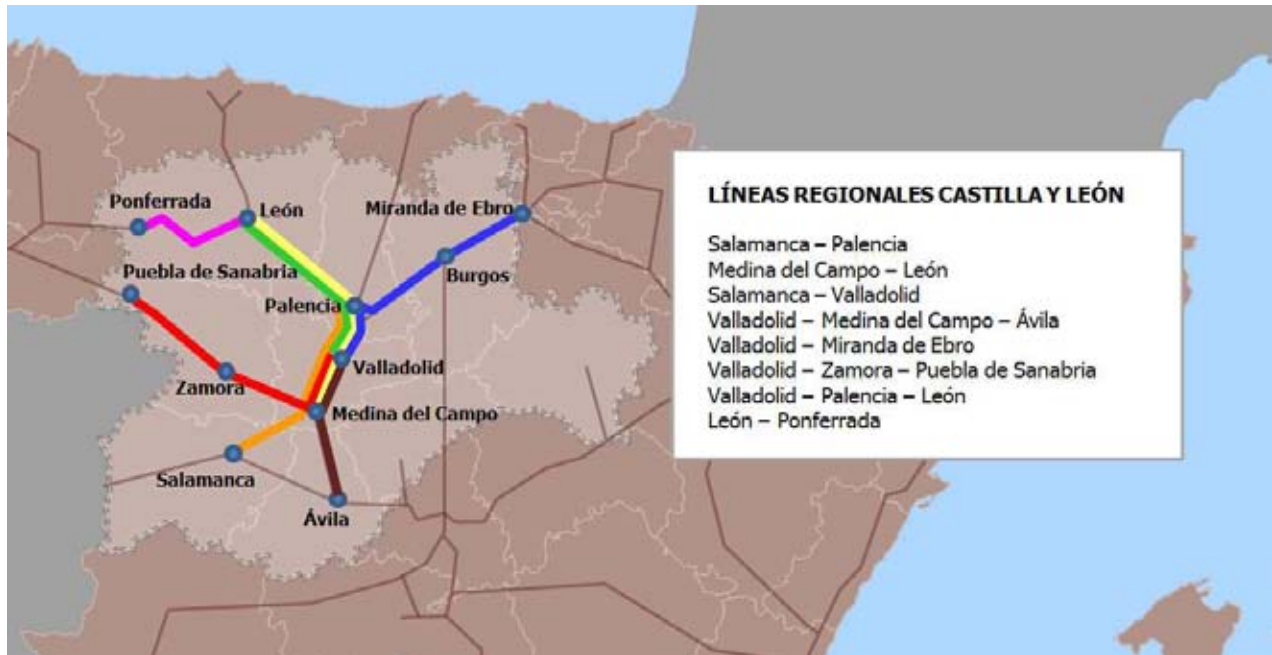 Ponferrada
León
Miranda de Ebro
Puebla de Sanabria
Burgos
Palencia
Valladolid
Zamora
Medina del Campo
Salamanca
Ávila
LÍNEAS REGIONALES CASTILLA Y LEÓN
Salamanca – Palencia
Medina del Campo – León
Salamanca – Valladolid
Valladolid – Medina del Campo – Ávila
Valladolid – Miranda de Ebro
Valladolid – Zamora – Puebla de Sanabria
Valladolid – Palencia – León
León – Ponferrada